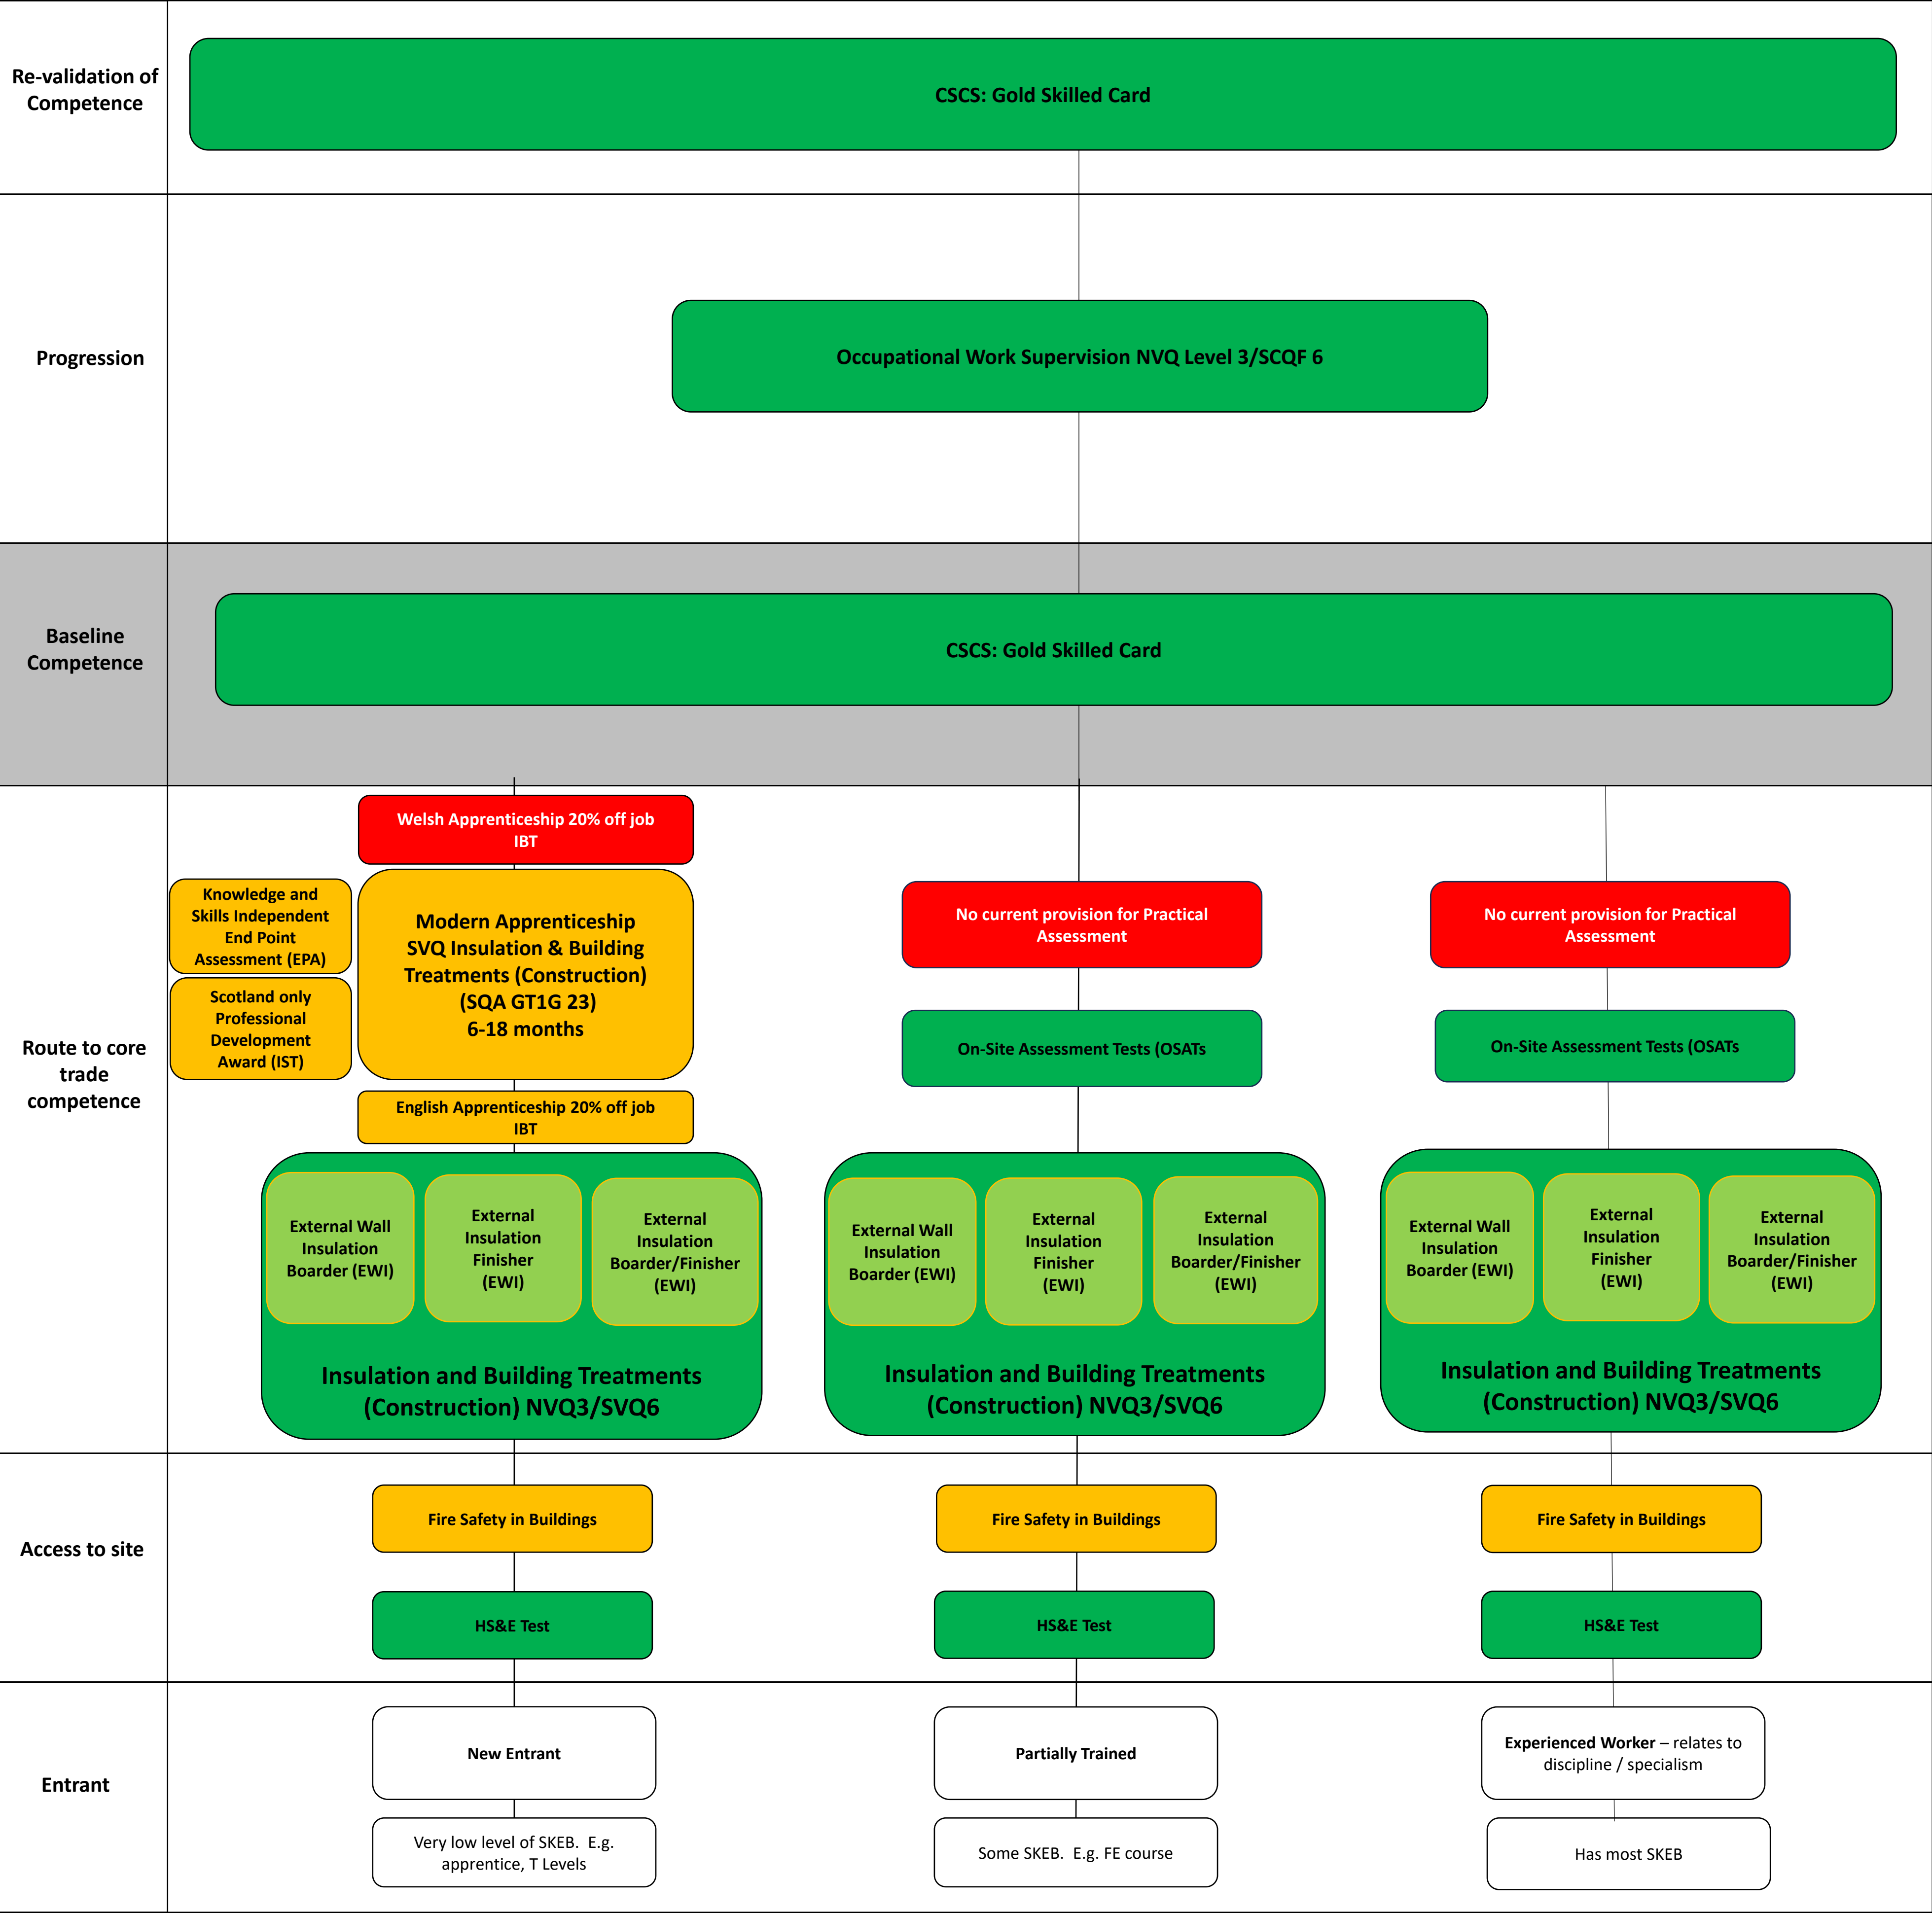 Re-validation of
Competence
CSCS: Gold Skilled Card
Progression
Occupational Work Supervision NVQ Level 3/SCQF 6
Baseline
Competence
CSCS: Gold Skilled Card
Route to core
trade
competence
Welsh Apprenticeship 20% off job
IBT
Knowledge and
Skills Independent
End Point
Assessment (EPA)
Scotland only
Professional
Development
Award (IST)
Modern Apprenticeship
SVQ Insulation & Building
Treatments (Construction)
(SQA GT1G 23)
6-18 months
English Apprenticeship 20% off job
IBT
External Wall
Insulation
Boarder (EWI)
External
Insulation
Finisher
(EWI)
External
Insulation
Boarder/Finisher
(EWI)
Insulation and Building Treatments
(Construction) NVQ3/SVQ6
No current provision for Practical
Assessment
On-Site Assessment Tests (OSATs
External Wall
Insulation
Boarder (EWI)
External
Insulation
Finisher
(EWI)
External
Insulation
Boarder/Finisher
(EWI)
Insulation and Building Treatments
(Construction) NVQ3/SVQ6
No current provision for Practical
Assessment
On-Site Assessment Tests (OSATs
External Wall
Insulation
Boarder (EWI)
External
Insulation
Finisher
(EWI)
External
Insulation
Boarder/Finisher
(EWI)
Insulation and Building Treatments
(Construction) NVQ3/SVQ6
Access to site
Fire Safety in Buildings
Fire Safety in Buildings
Fire Safety in Buildings
HS&E Test
HS&E Test
HS&E Test
Entrant
New Entrant
Partially Trained
Experienced Worker – relates to
discipline / specialism
Very low level of SKEB. E.g.
apprentice, T Levels
Some SKEB. E.g. FE course
Has most SKEB